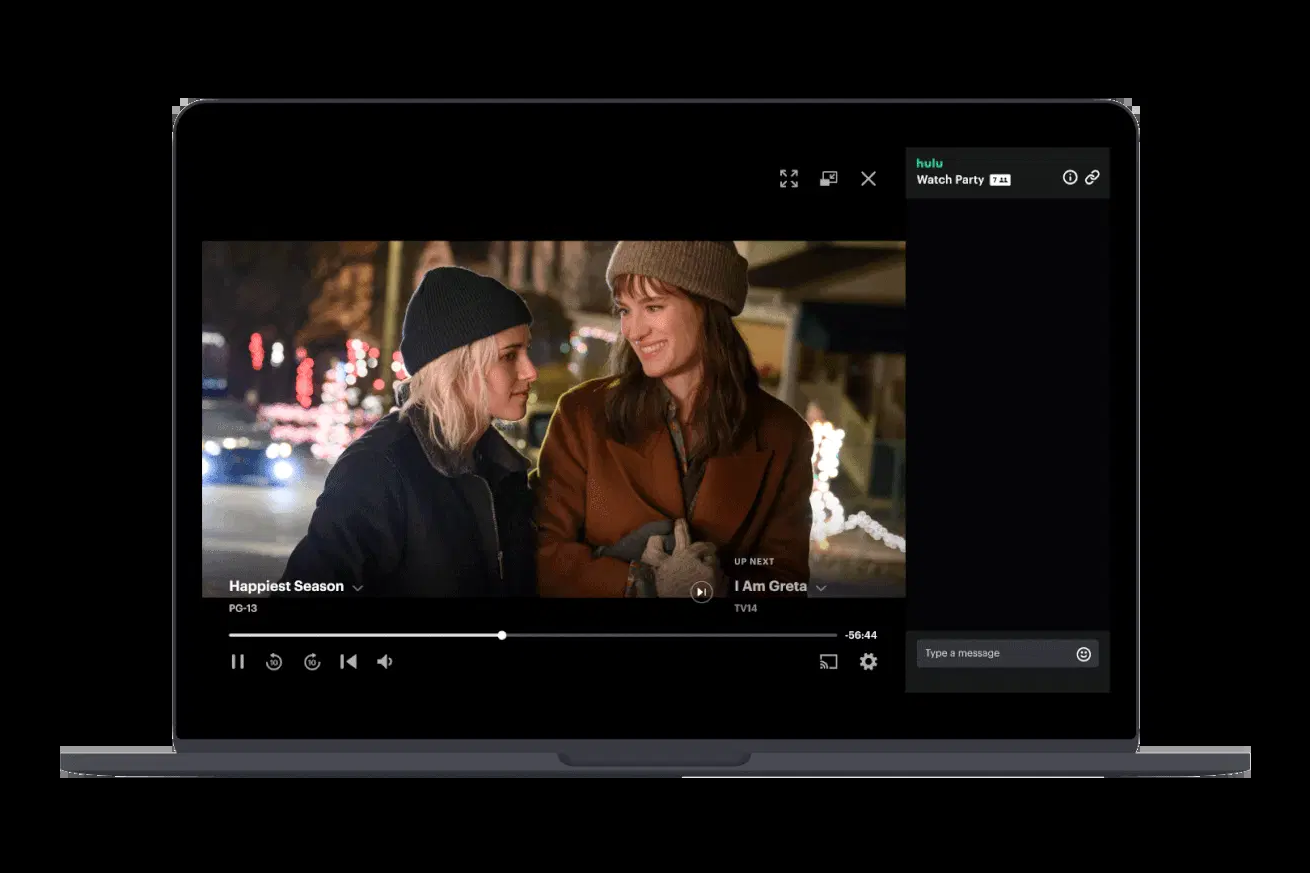 hulu
Watch Party 7
Happiest Season
PG-13
UP NEXT
I Am Greta
TV14
-56:44
10
10
Type a message